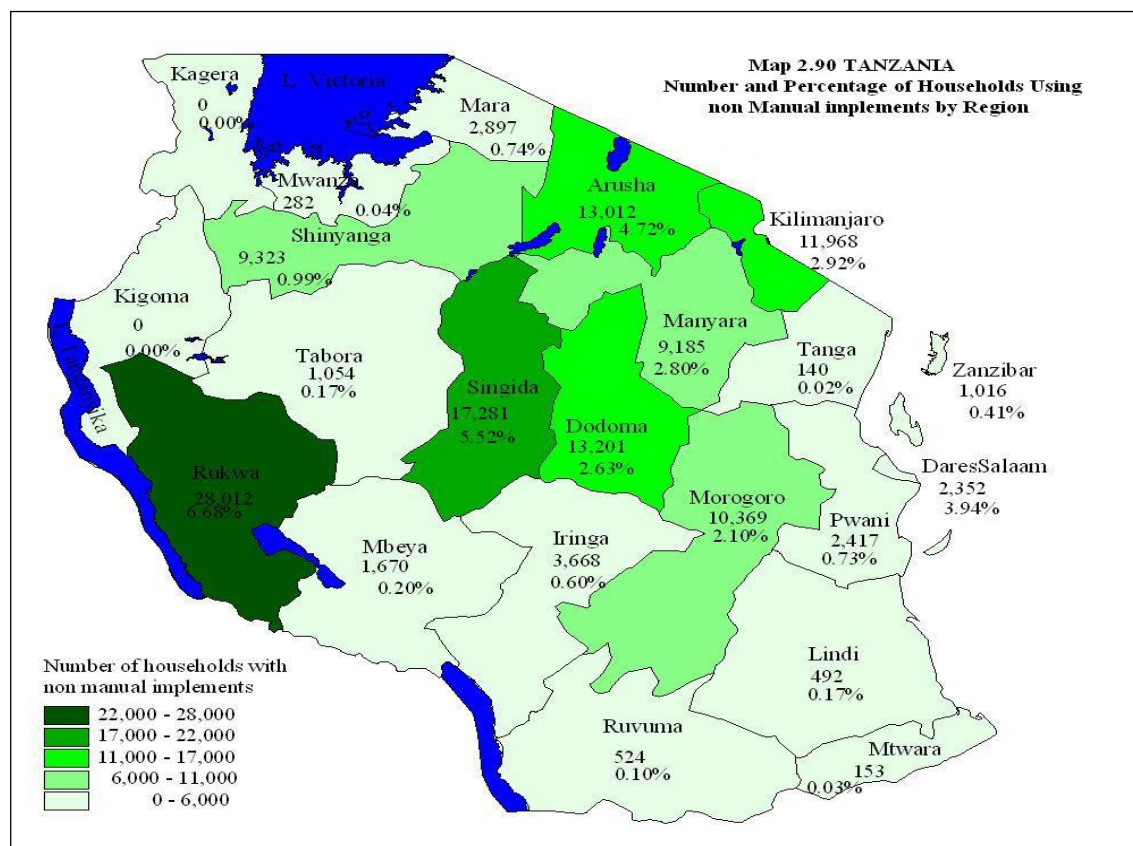 Map 2.90 TANZANIA
Number and Percentage of Households Using
non Manual implements by Region
Kagera
0
0.00%
L. Victoria
Mara
2,897
0.74%
Mwanza
282
0.04%
Arusha
13,012
4.72%
Kilimanjaro
11,968
2.92%
Shinyanga
9,323
0.99%
Kigoma
0
0.00%
Tanganyika
Tabora
1,054
0.17%
Singida
17,281
5.52%
Manyara
9,185
2.80%
Tanga
140
0.02%
Zanzibar
1,016
0.41%
Dodoma
13,201
2.63%
Rukwa
28,012
6.68%
DaresSalaam
2,352
3.94%
Morogoro
10,369
2.10%
Pwani
2,417
0.73%
Mbeya
1,670
0.20%
Iringa
3,668
0.60%
Lindi
492
0.17%
Ruvuma
524
0.10%
Mtwara
153
0.03%
Number of households with
non manual implements
22,000 - 28,000
17,000 - 22,000
11,000 - 17,000
6,000 - 11,000
0 - 6,000